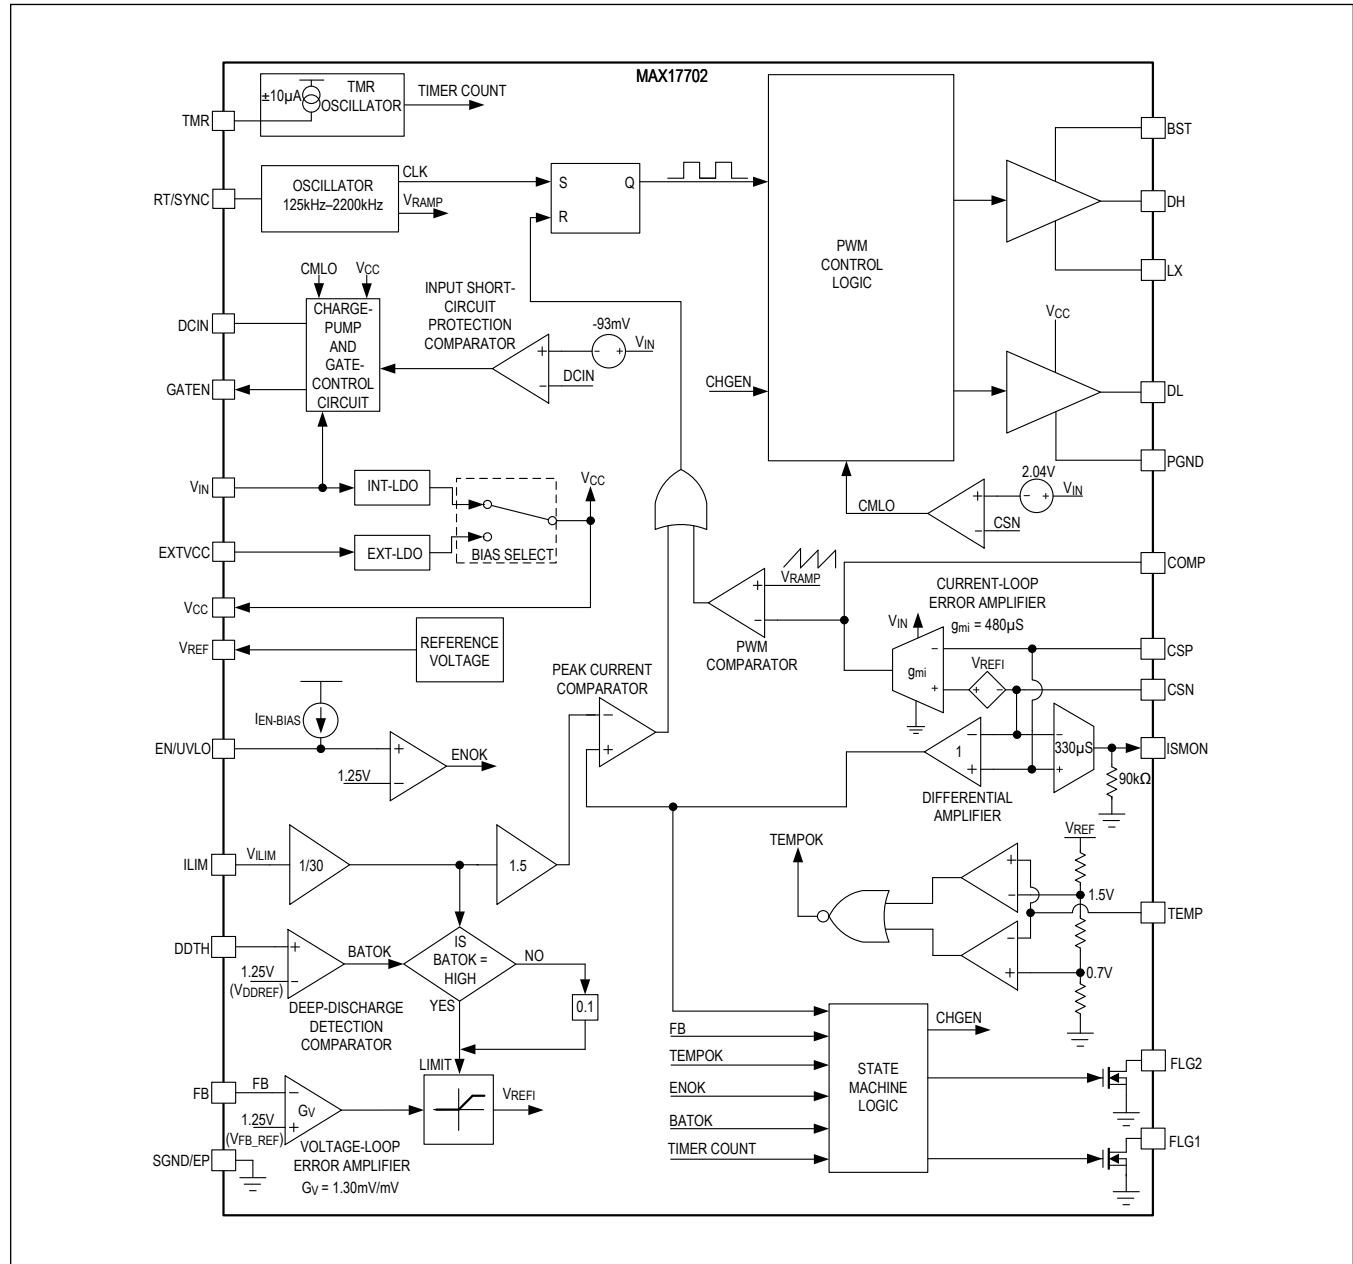 MAX17702
±10µA
TMR
OSCILLATOR
TIMER COUNT
TMR
BST
RT/SYNC
OSCILLATOR
125kHz–2200kHz
CLK
VRAMP
S
Q
R
PWM
CONTROL
LOGIC
DH
LX
CMLO
VCC
CHARGE-
PUMP
AND
GATE-
CONTROL
CIRCUIT
DCIN
GATEN
INPUT SHORT-
CIRCUIT
PROTECTION
COMPARATOR
-93mV
+
-
-
+
VIN
DCIN
CHGEN
VCC
DL
PGND
VIN
INT-LDO
VCC
EXTVCC
EXT-LDO
BIAS SELECT
CMLO
2.04V
+
-
-
+
VIN
CSN
COMP
VCC
VREF
REFERENCE
VOLTAGE
VRAMP
+
-
PWM
COMPARATOR
CURRENT-LOOP
ERROR AMPLIFIER
gmi = 480µS
VIN
gmi
-
+
VREFI
+
-
CSP
CSN
PEAK CURRENT
COMPARATOR
-
+
IEN-BIAS
EN/UVLO
+
-
1.25V
ENOK
1
-
+
-
+
330µS
ISMON
90kΩ
DIFFERENTIAL
AMPLIFIER
ILIM
VILIM
1/30
1.5
TEMPOK
VREF
+
-
1.5V
TEMP
-
+
0.7V
DDTH
+
-
1.25V
(VDDREF)
BATOK
IS
BATOK =
HIGH
NO
YES
0.1
DEEP-DISCHARGE
DETECTION
COMPARATOR
FB
TEMPOK
ENOK
BATOK
TIMER COUNT
STATE
MACHINE
LOGIC
CHGEN
FLG2
FLG1
LIMIT
VREFI
FB
FB
-
+
GV
1.25V
(VFB_REF)
VOLTAGE-LOOP
ERROR AMPLIFIER
GV = 1.30mV/mV
SGND/EP